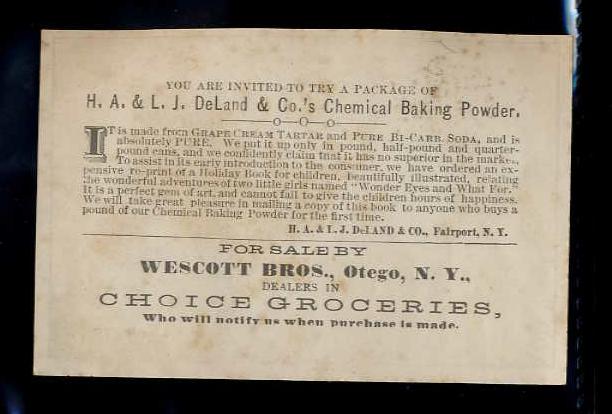 YOU ARE INVITED TO TRY A PACKAGE OF
H. A. & L. J. DeLand & Co.'s Chemical Baking Powder.
IT is made from GRAPE CREAM TARTAR and PURE BI-CARB. SODA, and is
absolutely PURE. We put it up only in pound, half-pound and quarter-
pound cans, and we confidently claim that it has no superior in the market.
To assist in its early introduction to the consumer, we have ordered an ex-
pensive re-print of a Holiday Book for children, beautifully illustrated, relating
the wonderful adventures of two little girls named "Wonder Eyes and What For."
It is a perfect gem of art, and cannot fail to give the children hours of happiness.
We will take great pleasure in mailing a copy of this book to anyone who buys a
pound of our Chemical Baking Powder for the first time.
H. A. & L. J. DeLAND & CO., Fairport, N. Y.
FOR SALE BY
WESCOTT BROS., Otego, N. Y.,
DEALERS IN
CHOICE GROCERIES,
Who will notify us when purchase is made.